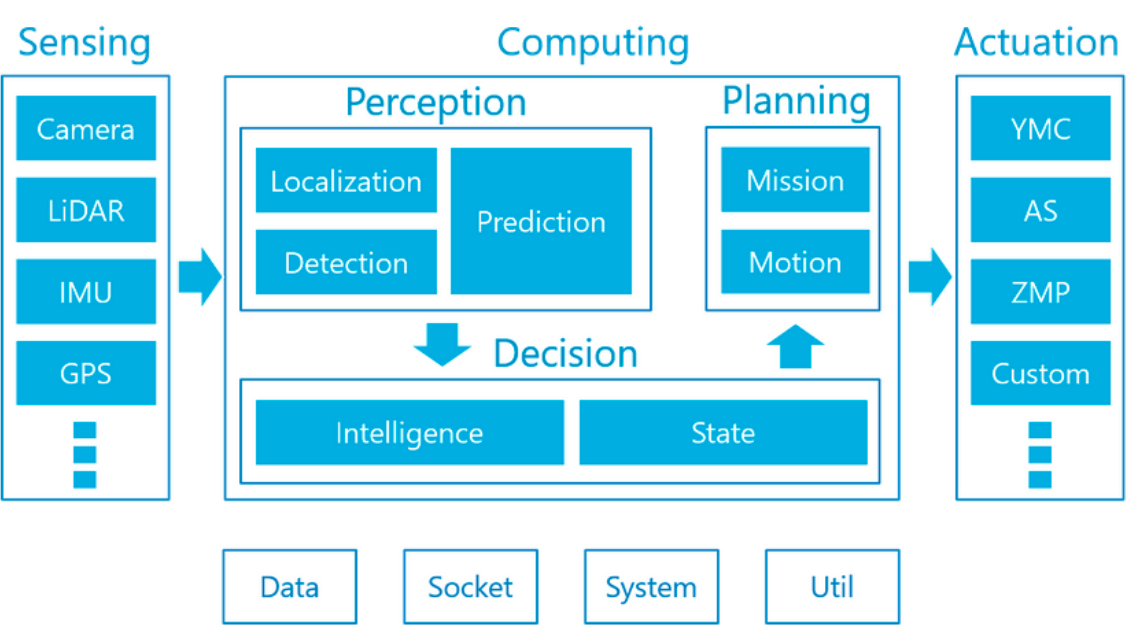 Sensing
Camera
LiDAR
IMU
GPS
Computing
Perception
Localization
Detection
Prediction
Planning
Mission
Motion
Decision
Intelligence
State
Actuation
YMC
AS
ZMP
Custom
Data
Socket
System
Util